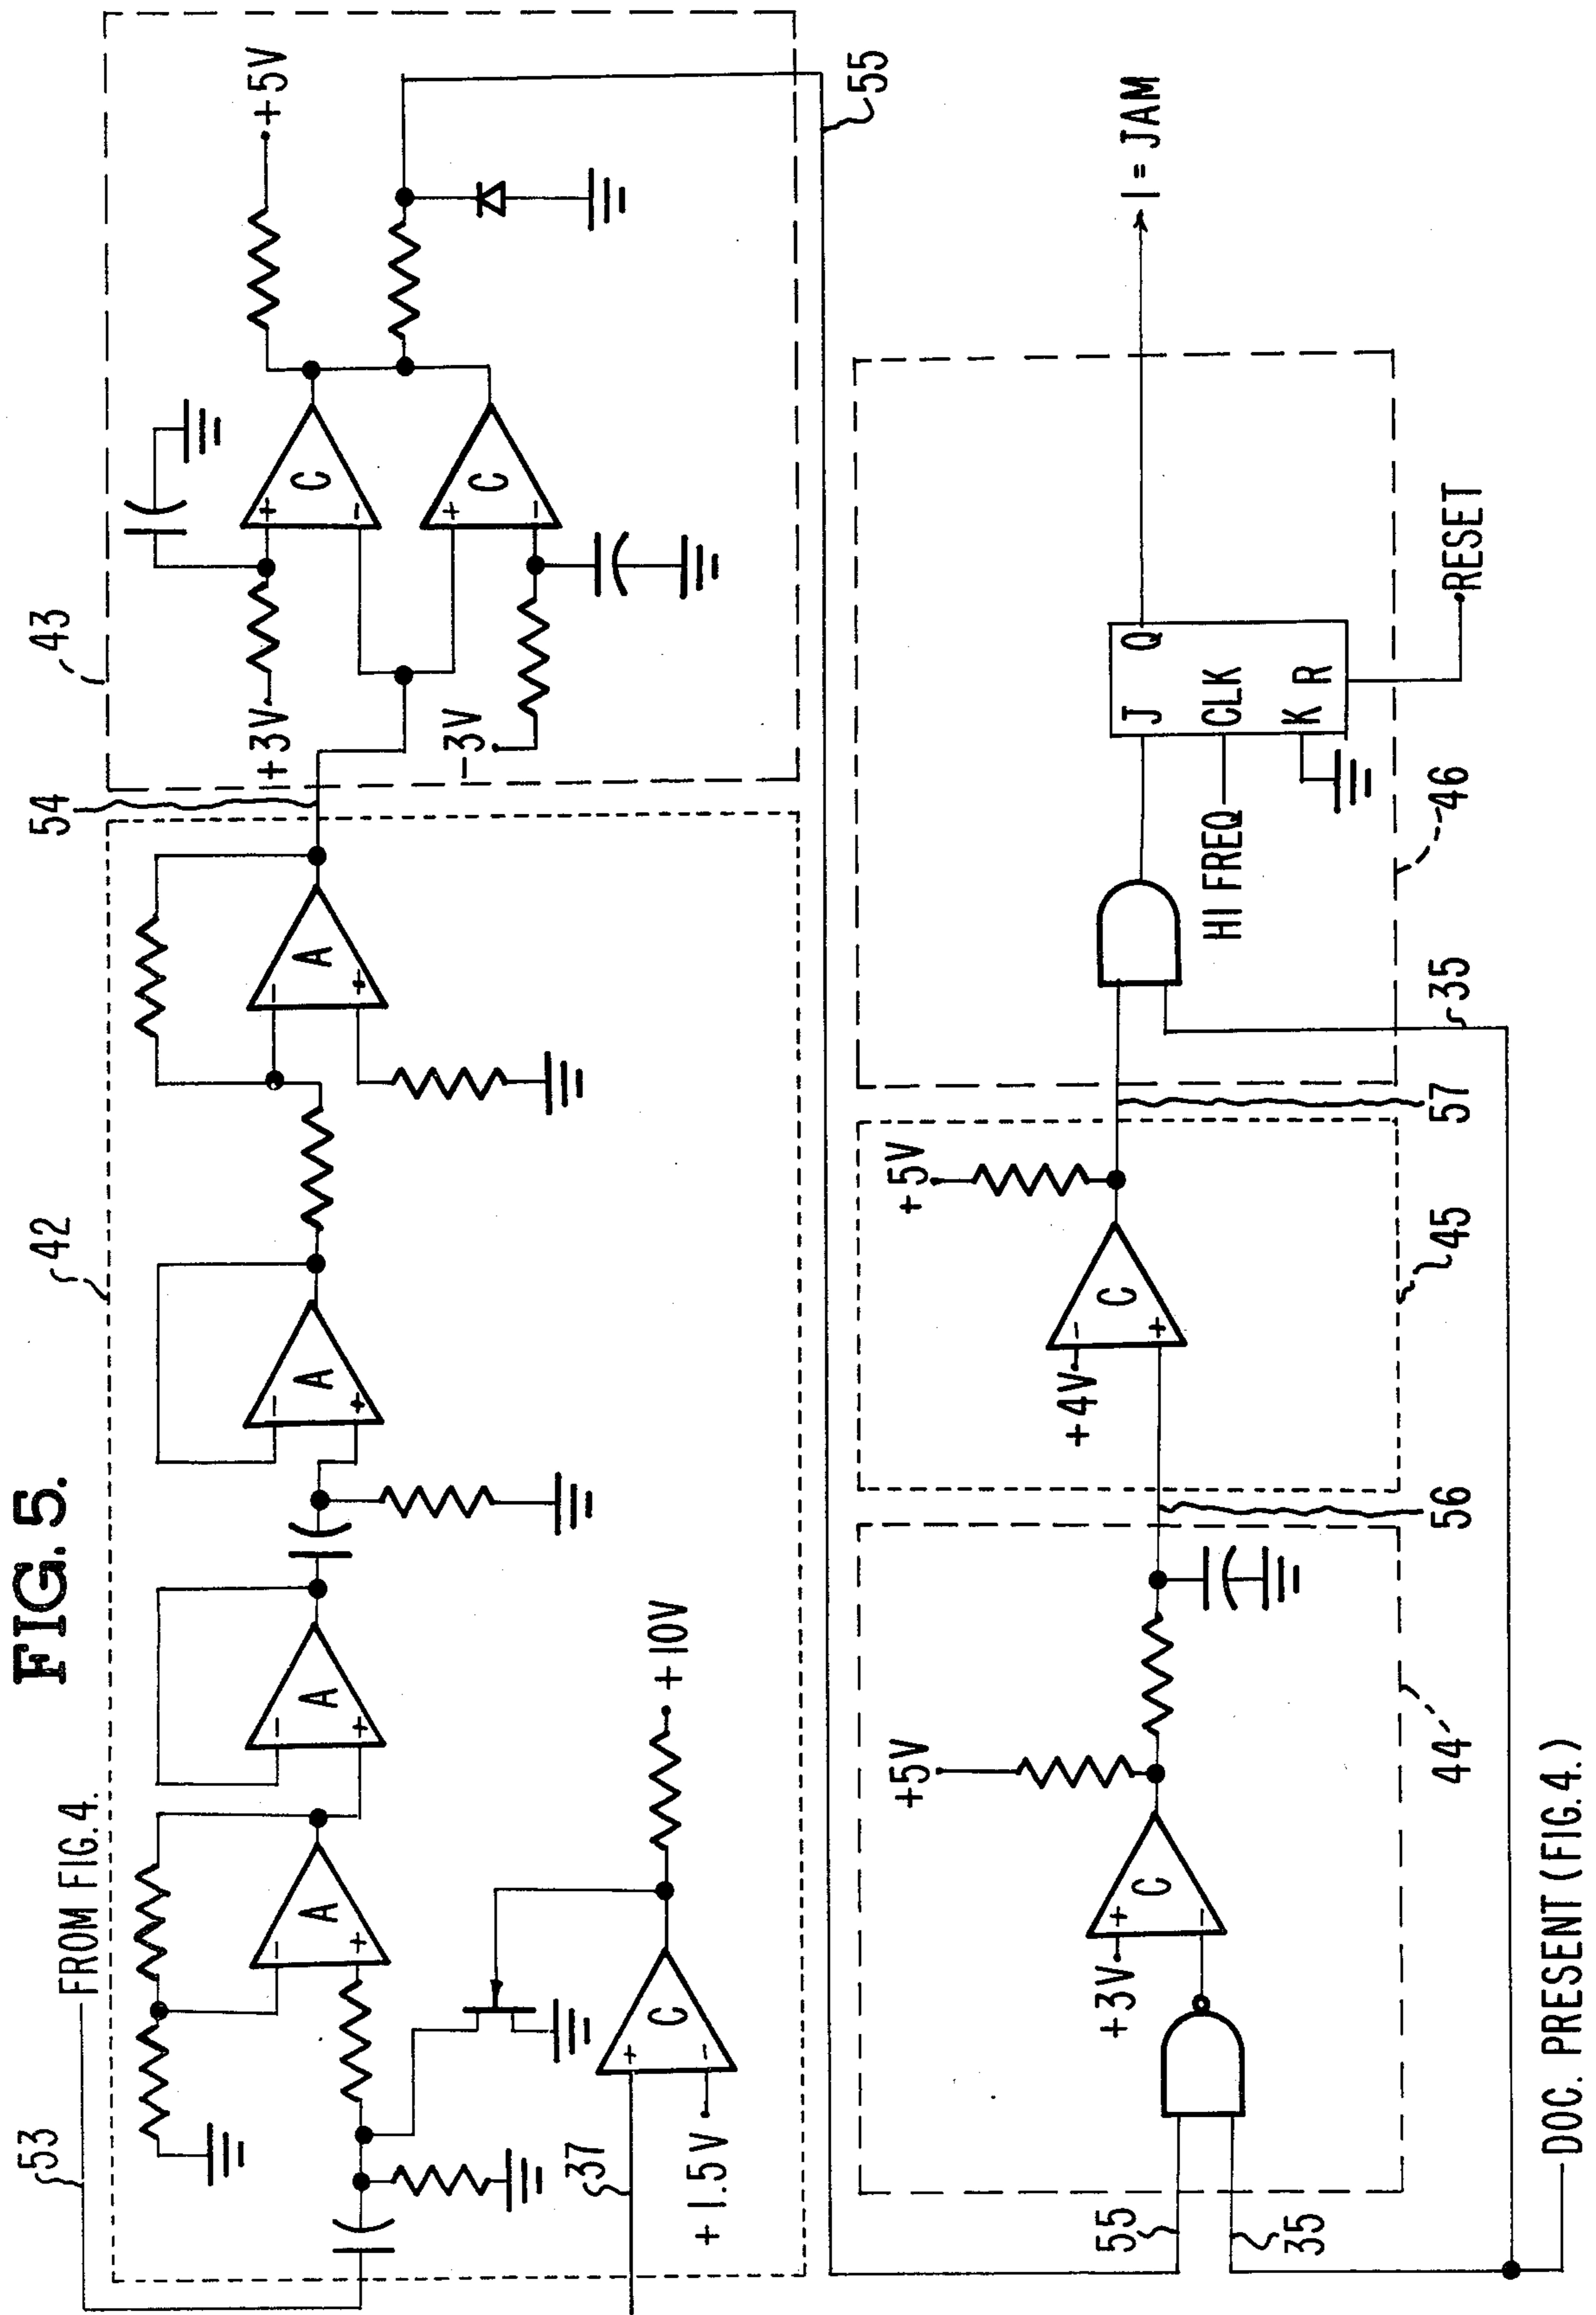 FIG. 5.
53
FROM FIG. 4.
42
54
43
A
-
+
A
-
+
A
-
+
A
-
+
37
+1.5V
C
+
-
+10V
+3V
-3V
C
+
-
C
+
-
+5V
55
55
35
+3V
C
+
-
+5V
44
56
+4V
C
-
+
+5V
45
57
35
HI FREQ
J
Q
CLK
K
R
RESET
46
1 = JAM
DOC. PRESENT (FIG. 4.)